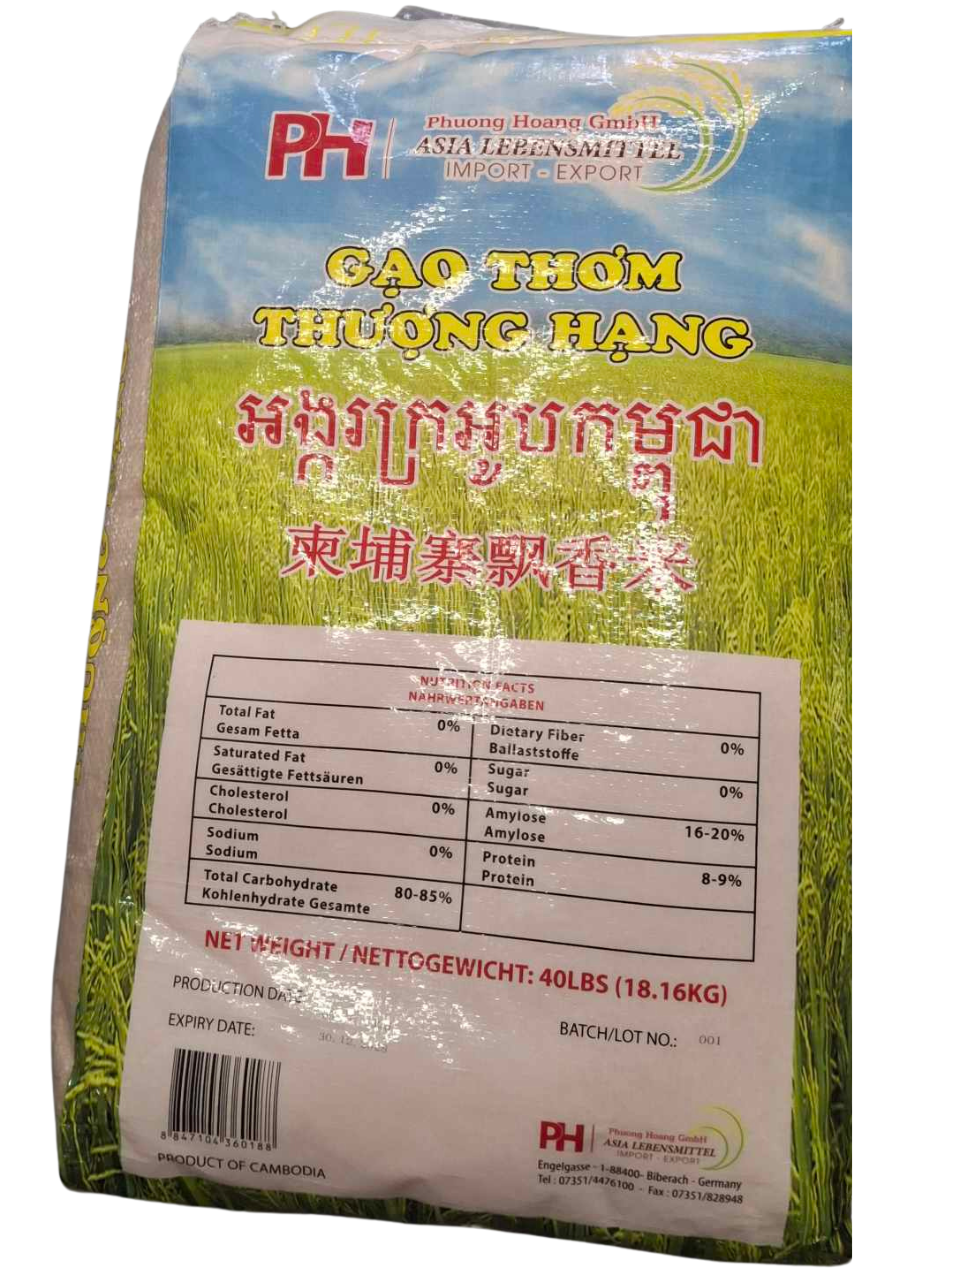 PH
Phuong Hoang GmbH
ASIA LEBENSMITTEL
IMPORT - EXPORT
GẠO THƠM
THƯỢNG HẠNG
អង្ករក្រអូបកម្ពុជា
柬埔寨飘香米
NUTRITION FACTS
NÄHRWERTANGABEN
Total Fat
Gesam Fetta
0%
Saturated Fat
Gesättigte Fettsäuren
0%
Cholesterol
Cholesterol
0%
Sodium
Sodium
0%
Total Carbohydrate
Kohlenhydrate Gesamte
80-85%
Dietary Fiber
Ballaststoffe
0%
Sugar
Sugar
0%
Amylose
Amylose
16-20%
Protein
Protein
8-9%
NET WEIGHT / NETTOGEWICHT: 40LBS (18.16KG)
PRODUCTION DATE
EXPIRY DATE:
BATCH/LOT NO.: 001
8 847104 360188
PRODUCT OF CAMBODIA
PH
Phuong Hoang GmbH
ASIA LEBENSMITTEL
IMPORT - EXPORT
Engelgasse - 1-88400- Biberach - Germany
Tel : 07351/4476100 - Fax : 07351/828948